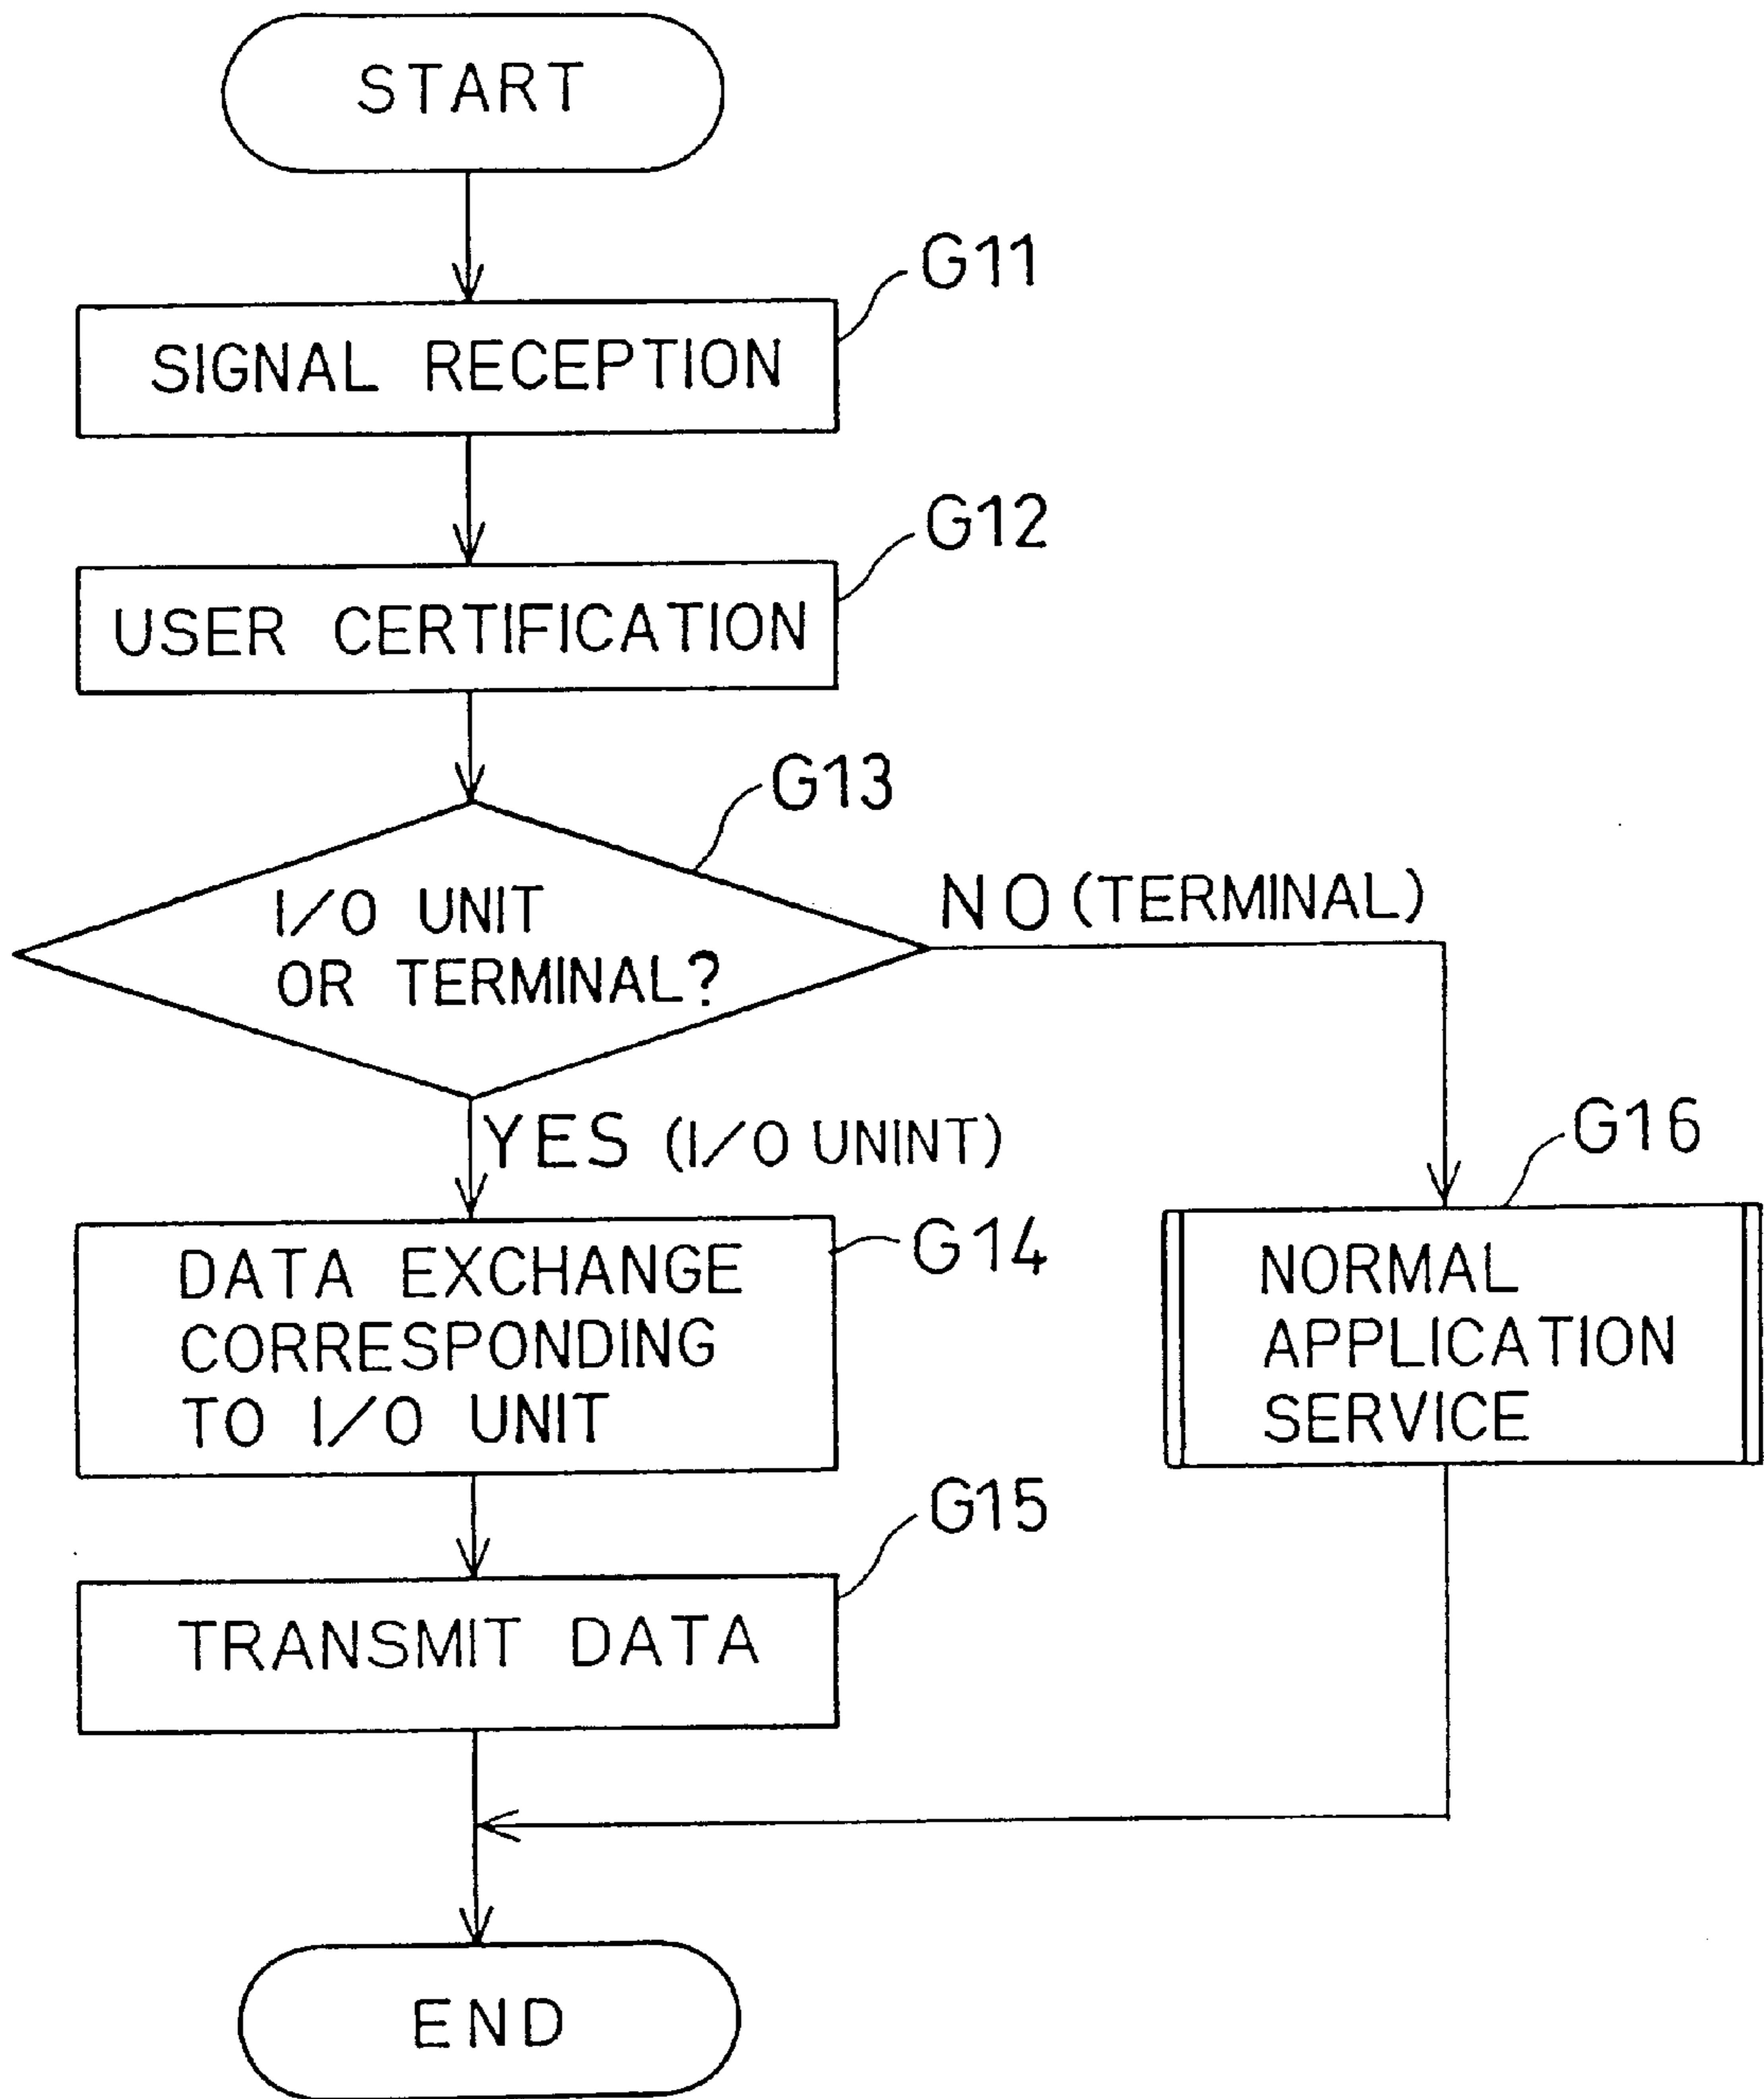 START
G11
SIGNAL RECEPTION
G12
USER CERTIFICATION
G13
I/O UNIT
OR TERMINAL?
NO (TERMINAL)
YES (I/O UNINT)
G14
DATA EXCHANGE
CORRESPONDING
TO I/O UNIT
G16
NORMAL
APPLICATION
SERVICE
G15
TRANSMIT DATA
END